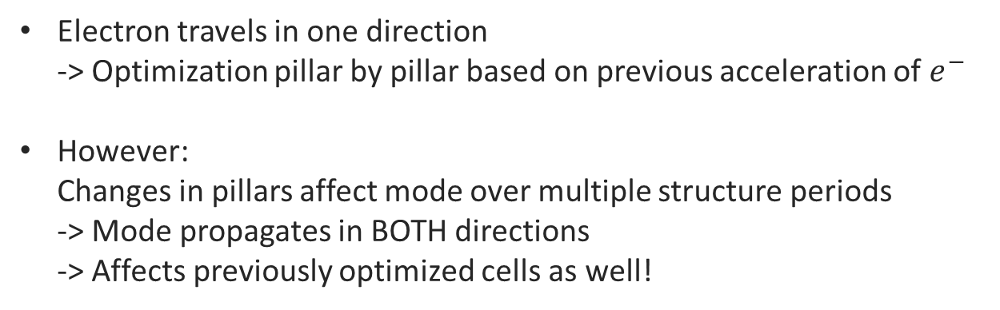 • Electron travels in one direction
-> Optimization pillar by pillar based on previous acceleration of e⁻
• However:
Changes in pillars affect mode over multiple structure periods
-> Mode propagates in BOTH directions
-> Affects previously optimized cells as well!